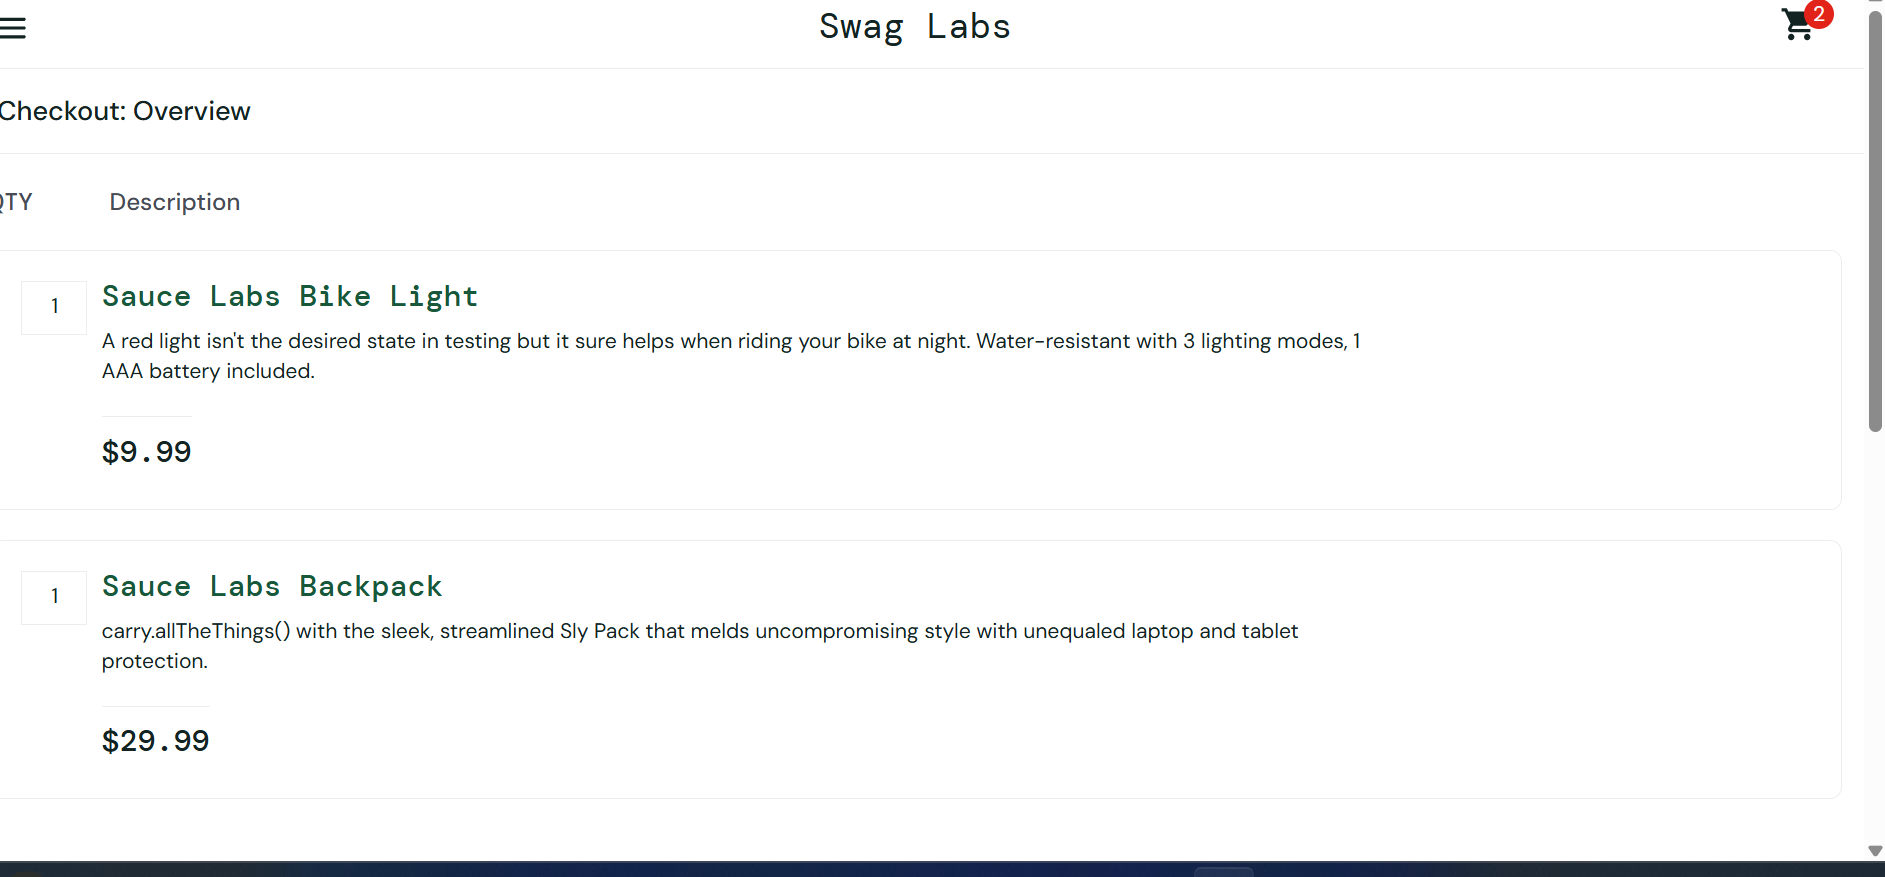 Swag Labs
2
Checkout: Overview
QTY Description
1
Sauce Labs Bike Light
A red light isn't the desired state in testing but it sure helps when riding your bike at night. Water-resistant with 3 lighting modes, 1
AAA battery included.
$9.99
1
Sauce Labs Backpack
carry.allTheThings() with the sleek, streamlined Sly Pack that melds uncompromising style with unequaled laptop and tablet
protection.
$29.99